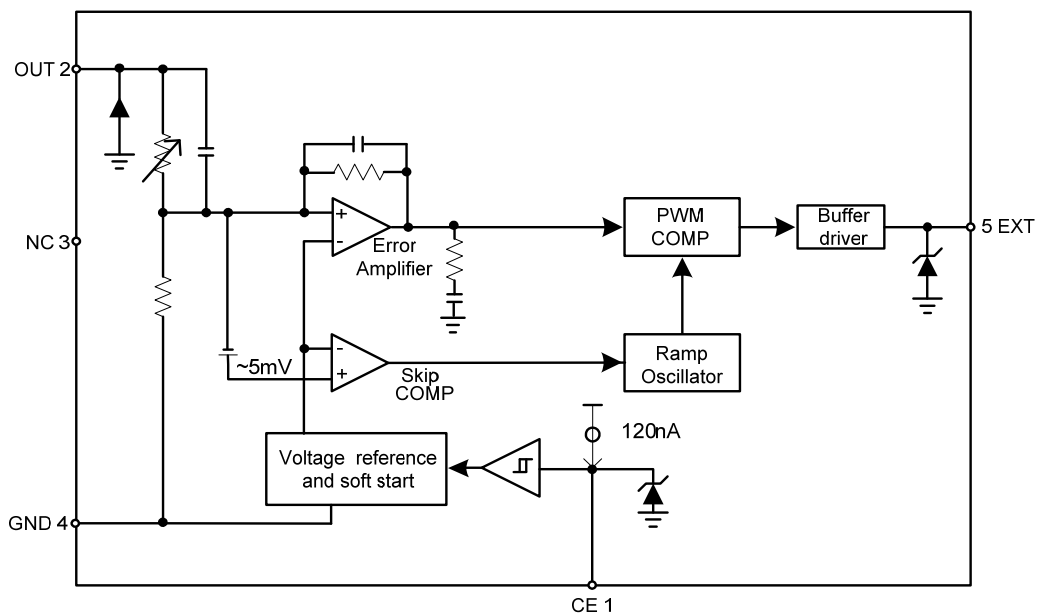 OUT 2
NC 3
GND 4
+
-
Error
Amplifier
PWM
COMP
Buffer
driver
5 EXT
~5mV
-
+
Skip
COMP
Ramp
Oscillator
120nA
Voltage reference
and soft start
CE 1